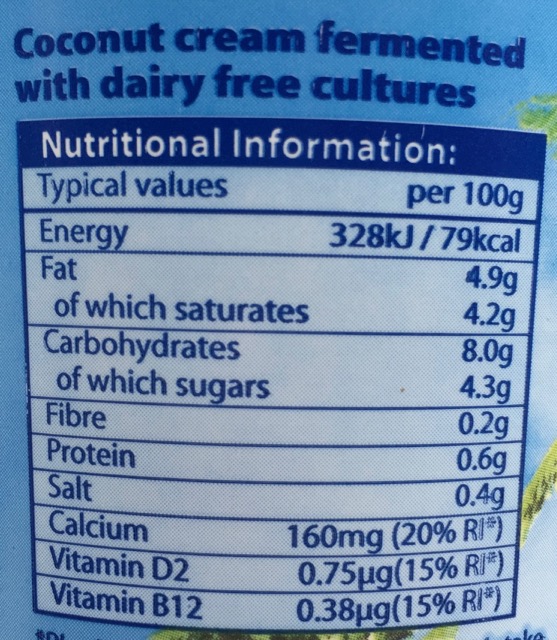 Coconut cream fermented
with dairy free cultures
Nutritional Information:
Typical values per 100g
Energy 328kJ / 79kcal
Fat 4.9g
of which saturates 4.2g
Carbohydrates 8.0g
of which sugars 4.3g
Fibre 0.2g
Protein 0.6g
Salt 0.4g
Calcium 160mg (20% RI*)
Vitamin D2 0.75µg(15% RI*)
Vitamin B12 0.38µg(15% RI*)